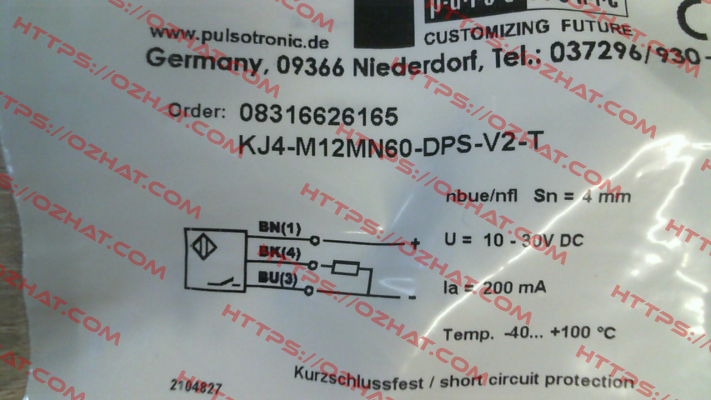 CUSTOMIZING FUTURE
www.pulsotronic.de
Germany, 09366 Niederdorf, Tel.: 037296/930-
Order: 08316626165
KJ4-M12MN60-DPS-V2-T
nbue/nfl Sn = 4 mm
BN(1)
+
U = 10 - 30V DC
BK(4)
BU(3)
-
Ia = 200 mA
Temp. -40... +100 °C
Kurzschlussfest / short circuit protection
2104827
HTTPS://OZHAT.COM